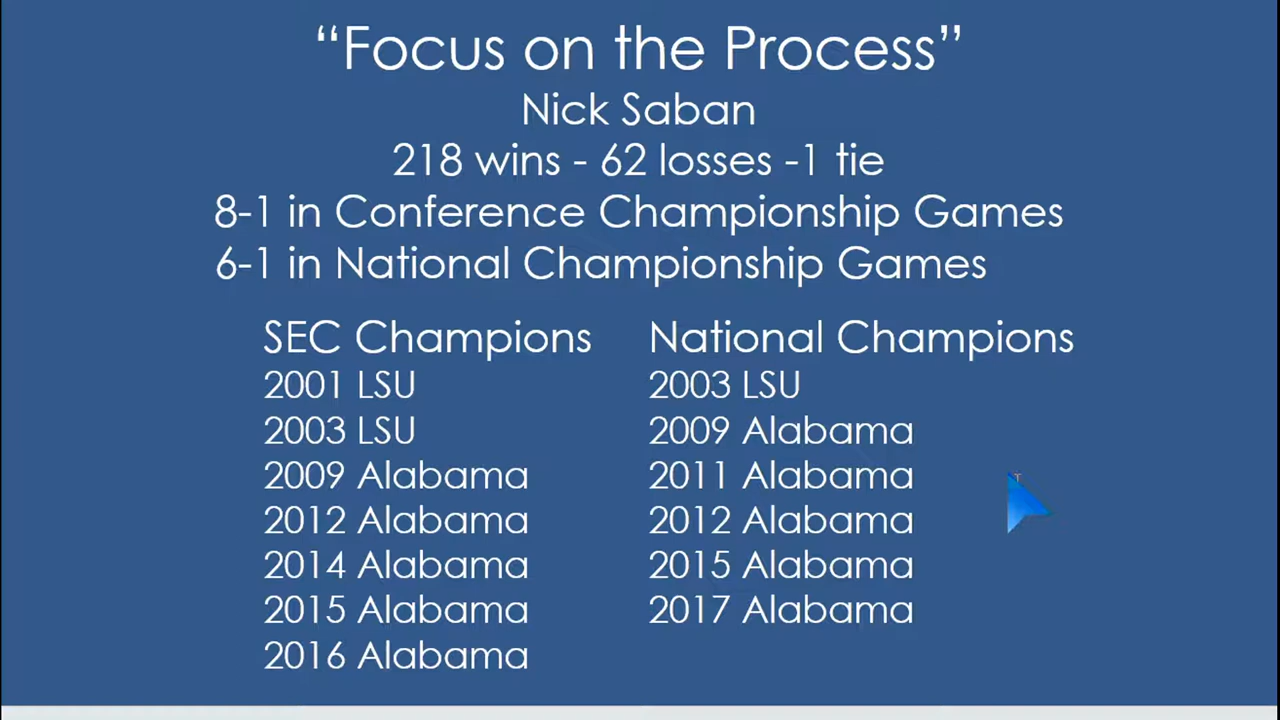 “Focus on the Process”
Nick Saban
218 wins - 62 losses -1 tie
8-1 in Conference Championship Games
6-1 in National Championship Games
SEC Champions
2001 LSU
2003 LSU
2009 Alabama
2012 Alabama
2014 Alabama
2015 Alabama
2016 Alabama
National Champions
2003 LSU
2009 Alabama
2011 Alabama
2012 Alabama
2015 Alabama
2017 Alabama